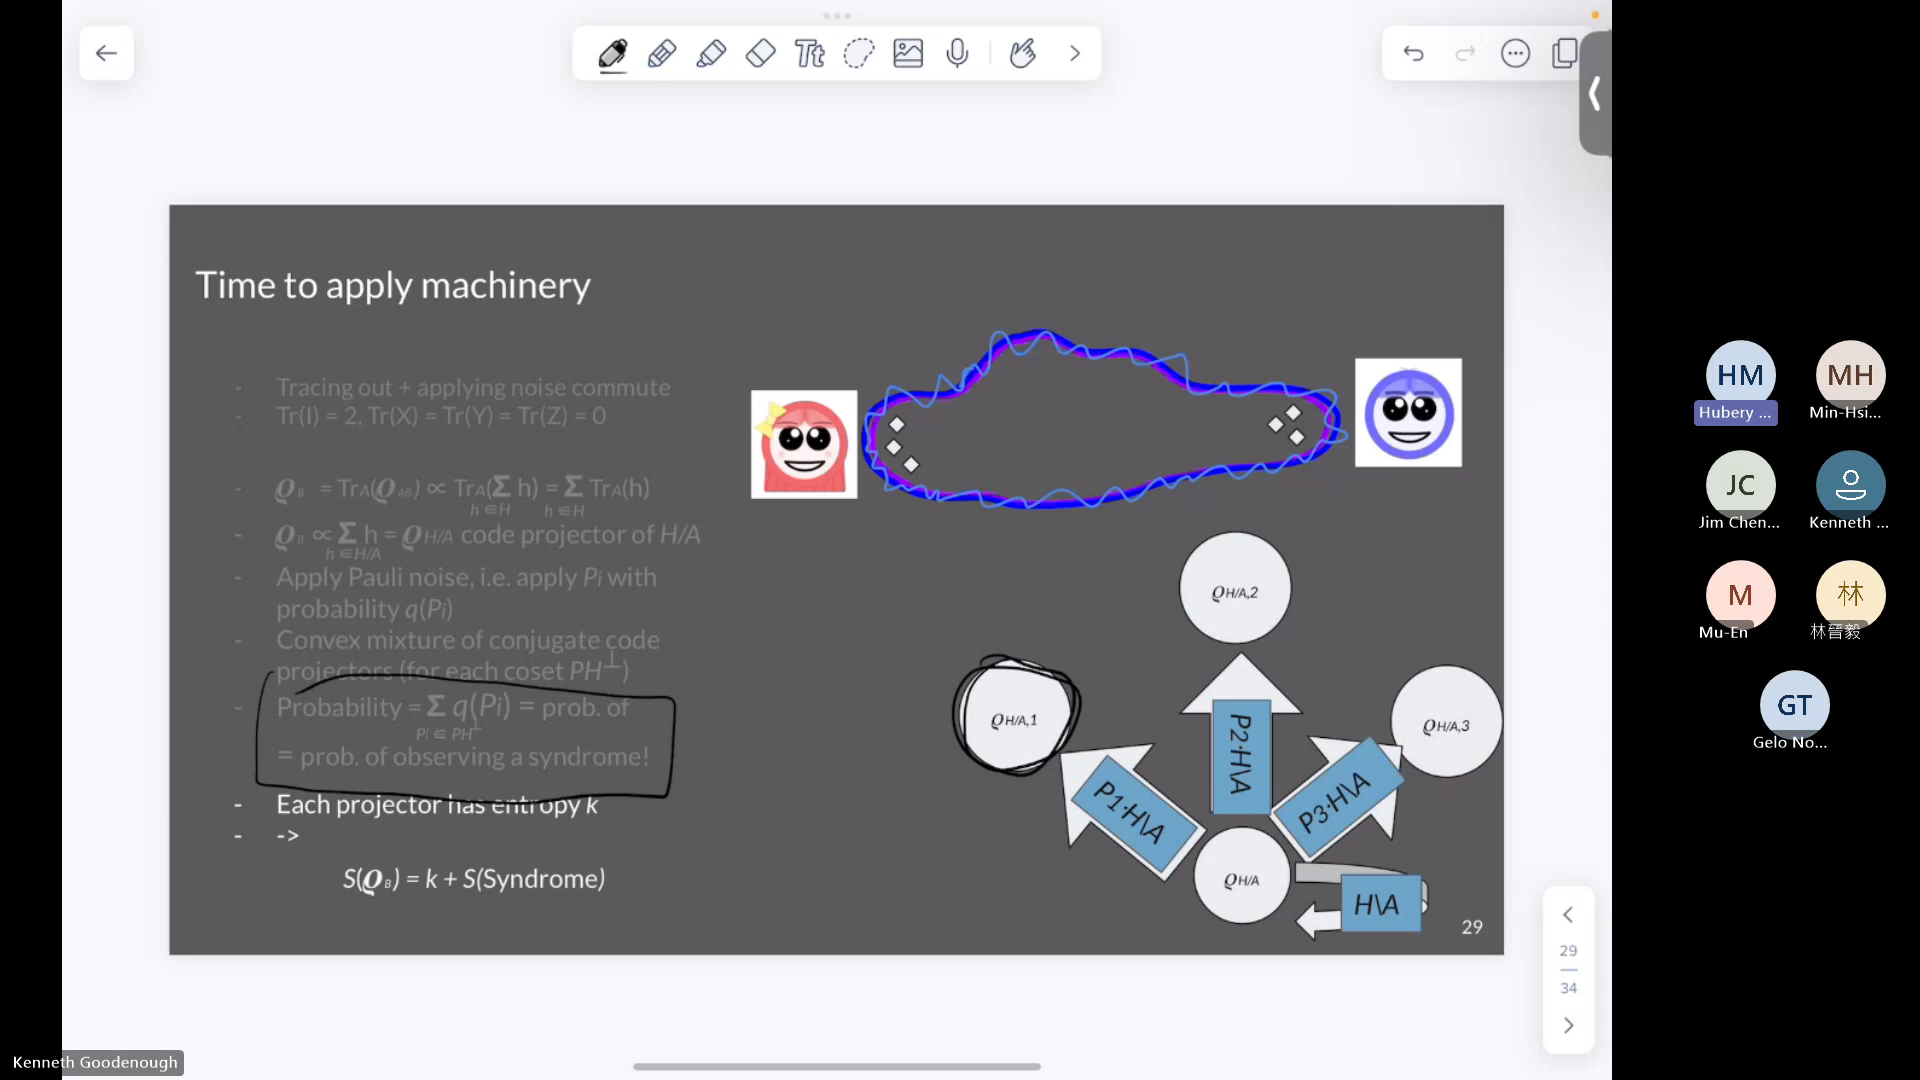 Tt
Time to apply machinery
- Tracing out + applying noise commute
- Tr(I) = 2, Tr(X) = Tr(Y) = Tr(Z) = 0
- ϱB = TrA(ϱAB) ∝ TrA(Σ h) = Σ TrA(h)
h ∈H h ∈H
- ϱB ∝ Σ h = ϱH/A code projector of H/A
h ∈H/A
- Apply Pauli noise, i.e. apply Pi with
probability q(Pi)
- Convex mixture of conjugate code
projectors (for each coset PH⊥)
- Probability = Σ q(Pi) = prob. of
Pi ∈ PH⊥
= prob. of observing a syndrome!
- Each projector has entropy k
- ->
S(ϱB) = k + S(Syndrome)
ϱH/A,2
ϱH/A,1
ϱH/A,3
P1·H\A
P2·H\A
P3·H\A
ϱH/A
H\A
29
29
34
HM
Hubery ...
MH
Min-Hsi...
JC
Jim Chen...
Kenneth ...
M
Mu-En
林
林晉毅
GT
Gelo No...
Kenneth Goodenough